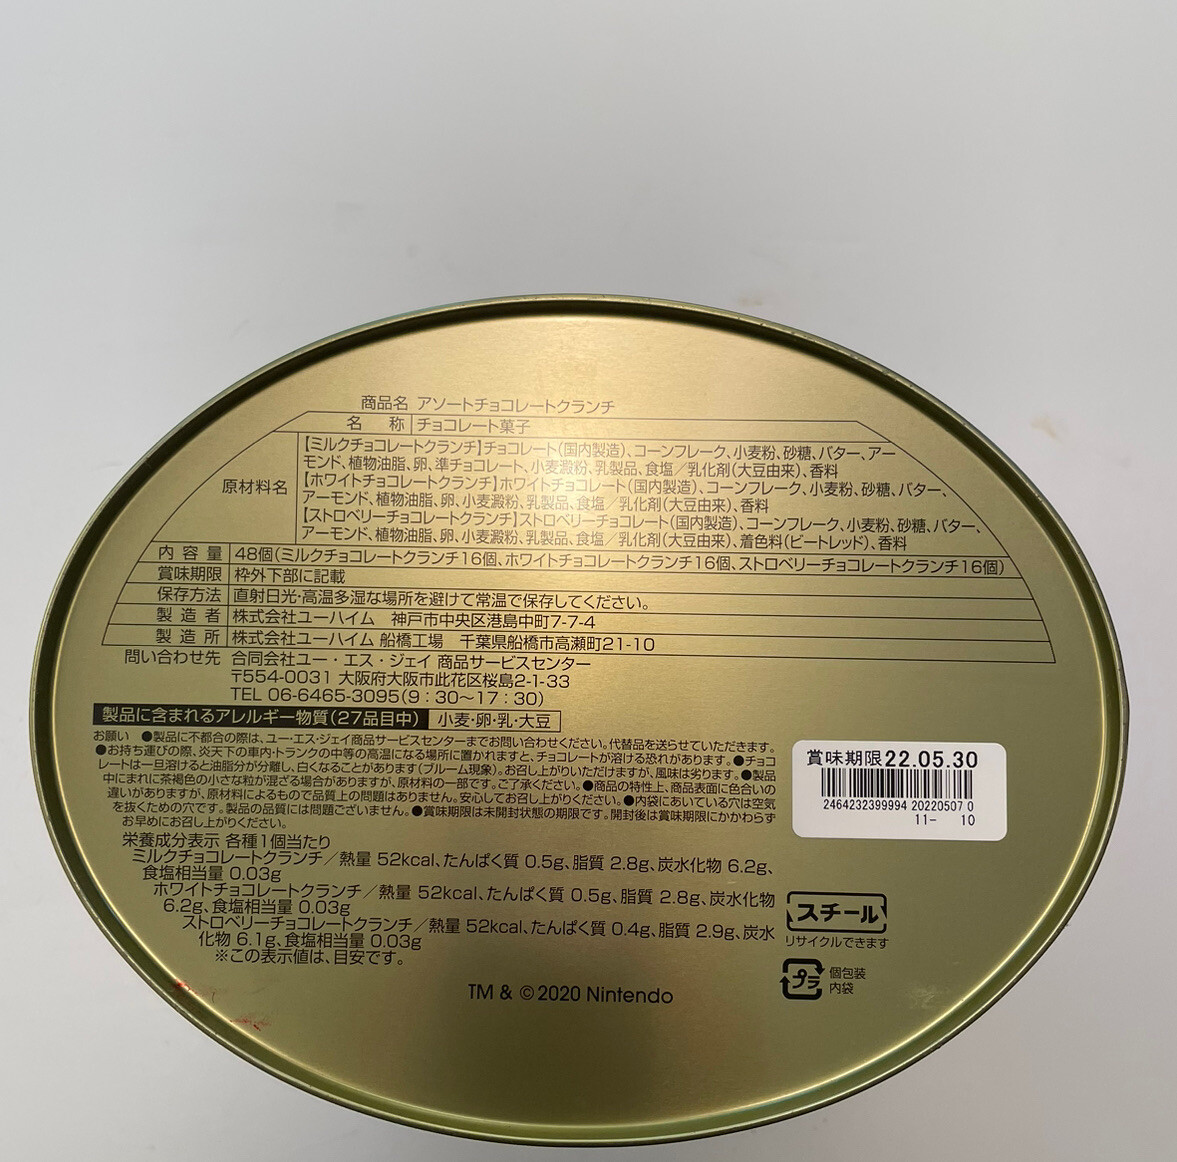 商品名 アソートチョコレートクランチ
名 称 チョコレート菓子
原材料名 【ミルクチョコレートクランチ】チョコレート(国内製造)、コーンフレーク、小麦粉、砂糖、バター、アー
モンド、植物油脂、卵、準チョコレート、小麦澱粉、乳製品、食塩/乳化剤(大豆由来)、香料
【ホワイトチョコレートクランチ】ホワイトチョコレート(国内製造)、コーンフレーク、小麦粉、砂糖、バター、
アーモンド、植物油脂、卵、小麦澱粉、乳製品、食塩/乳化剤(大豆由来)、香料
【ストロベリーチョコレートクランチ】ストロベリーチョコレート(国内製造)、コーンフレーク、小麦粉、砂糖、バター、
アーモンド、植物油脂、卵、小麦澱粉、乳製品、食塩/乳化剤(大豆由来)、着色料(ビートレッド)、香料
内 容 量 48個(ミルクチョコレートクランチ16個、ホワイトチョコレートクランチ16個、ストロベリーチョコレートクランチ16個)
賞味期限 枠外下部に記載
保存方法 直射日光・高温多湿な場所を避けて常温で保存してください。
製 造 者 株式会社ユーハイム 神戸市中央区港島中町7-7-4
製 造 所 株式会社ユーハイム 船橋工場 千葉県船橋市高瀬町21-10
問い合わせ先 合同会社ユー・エス・ジェイ 商品サービスセンター
〒554-0031 大阪府大阪市此花区桜島2-1-33
TEL 06-6465-3095(9:30〜17:30)
製品に含まれるアレルギー物質(27品目中) 小麦・卵・乳・大豆
お願い ●製品に不都合の際は、ユー・エス・ジェイ商品サービスセンターまでお問い合わせください。代替品を送らせていただきます。
●お持ち運びの際、炎天下の車内・トランクの中等の高温になる場所に置かれますと、チョコレートが溶ける恐れがあります。●チョコ
レートは一旦溶けると油脂分が分離し、白くなることがあります(ブルーム現象)。お召し上がりいただけますが、風味は劣ります。●製品
中にまれに茶褐色の小さな粒が混ざる場合がありますが、原材料の一部です。ご了承ください。●商品の特性上、商品表面に色合いの
違いがありますが、原材料によるもので品質上の問題はありません。安心してお召し上がりください。●内袋にあいている穴は空気
を抜くための穴です。製品の品質には問題ございません。●賞味期限は未開封状態の期限です。開封後は賞味期限にかかわらず
お早めにお召し上がりください。
賞味期限22.05.30
2464232399994 20220507 0
11- 10
栄養成分表示 各種1個当たり
ミルクチョコレートクランチ/熱量 52kcal、たんぱく質 0.5g、脂質 2.8g、炭水化物 6.2g、
食塩相当量 0.03g
ホワイトチョコレートクランチ/熱量 52kcal、たんぱく質 0.5g、脂質 2.8g、炭水化物
6.2g、食塩相当量 0.03g
ストロベリーチョコレートクランチ/熱量 52kcal、たんぱく質 0.4g、脂質 2.9g、炭水
化物 6.1g、食塩相当量 0.03g
※この表示値は、目安です。
スチール
リサイクルできます
プラ 個包装
内袋
TM & © 2020 Nintendo